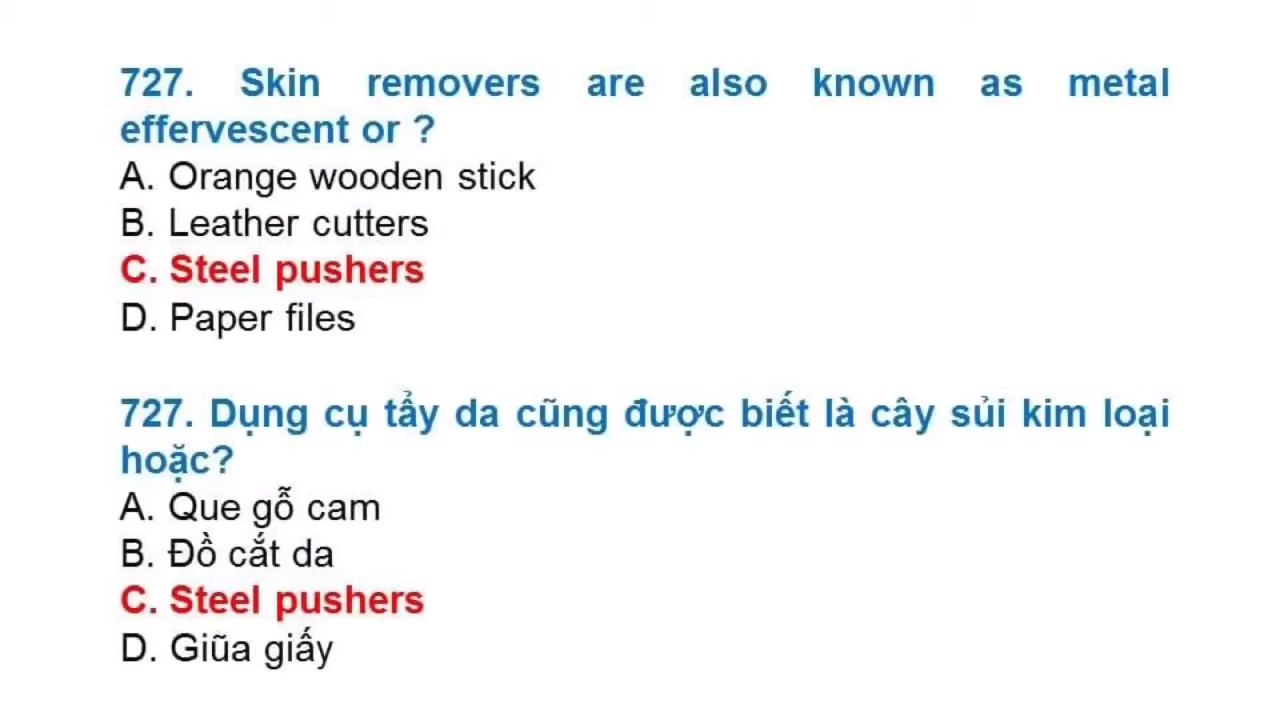 727. Skin removers are also known as metal
effervescent or ?
A. Orange wooden stick
B. Leather cutters
C. Steel pushers
D. Paper files
727. Dụng cụ tẩy da cũng được biết là cây sủi kim loại
hoặc?
A. Que gỗ cam
B. Đồ cắt da
C. Steel pushers
D. Giũa giấy